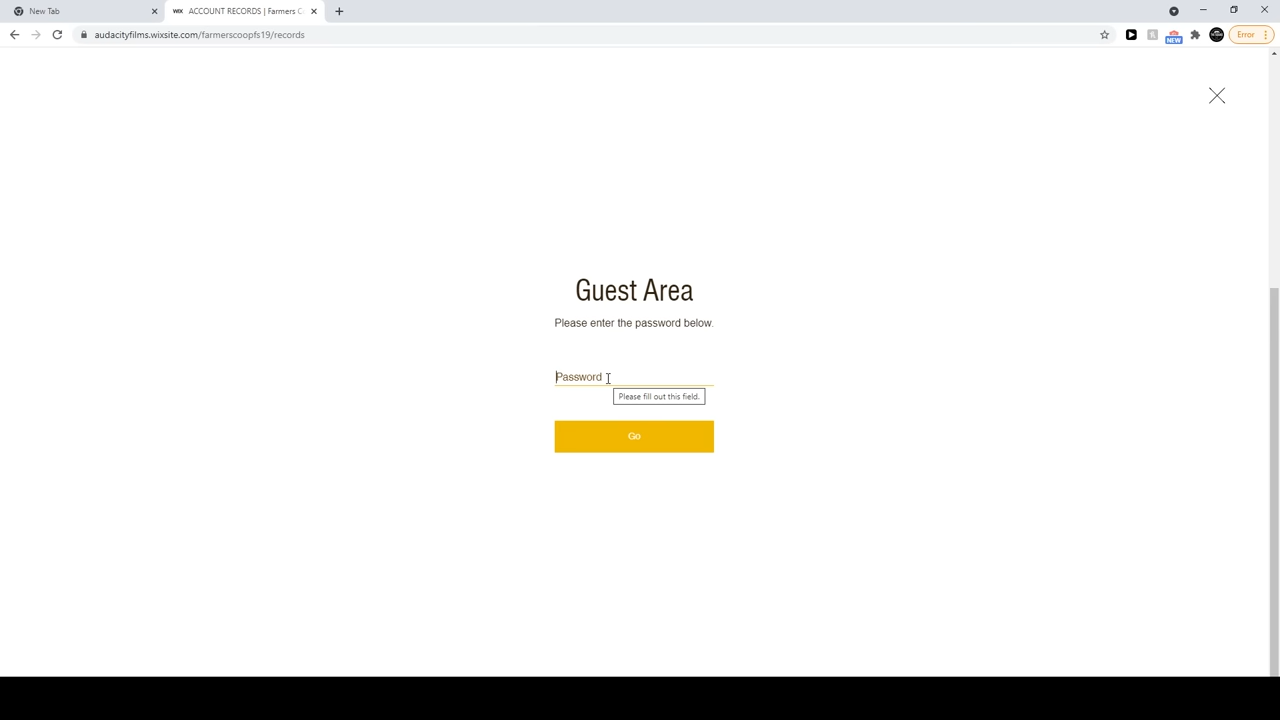 New Tab
WIX ACCOUNT RECORDS | Farmers C
audacityfilms.wixsite.com/farmerscoopfs19/records
NEW
Error
Guest Area
Please enter the password below.
Password
Please fill out this field.
Go